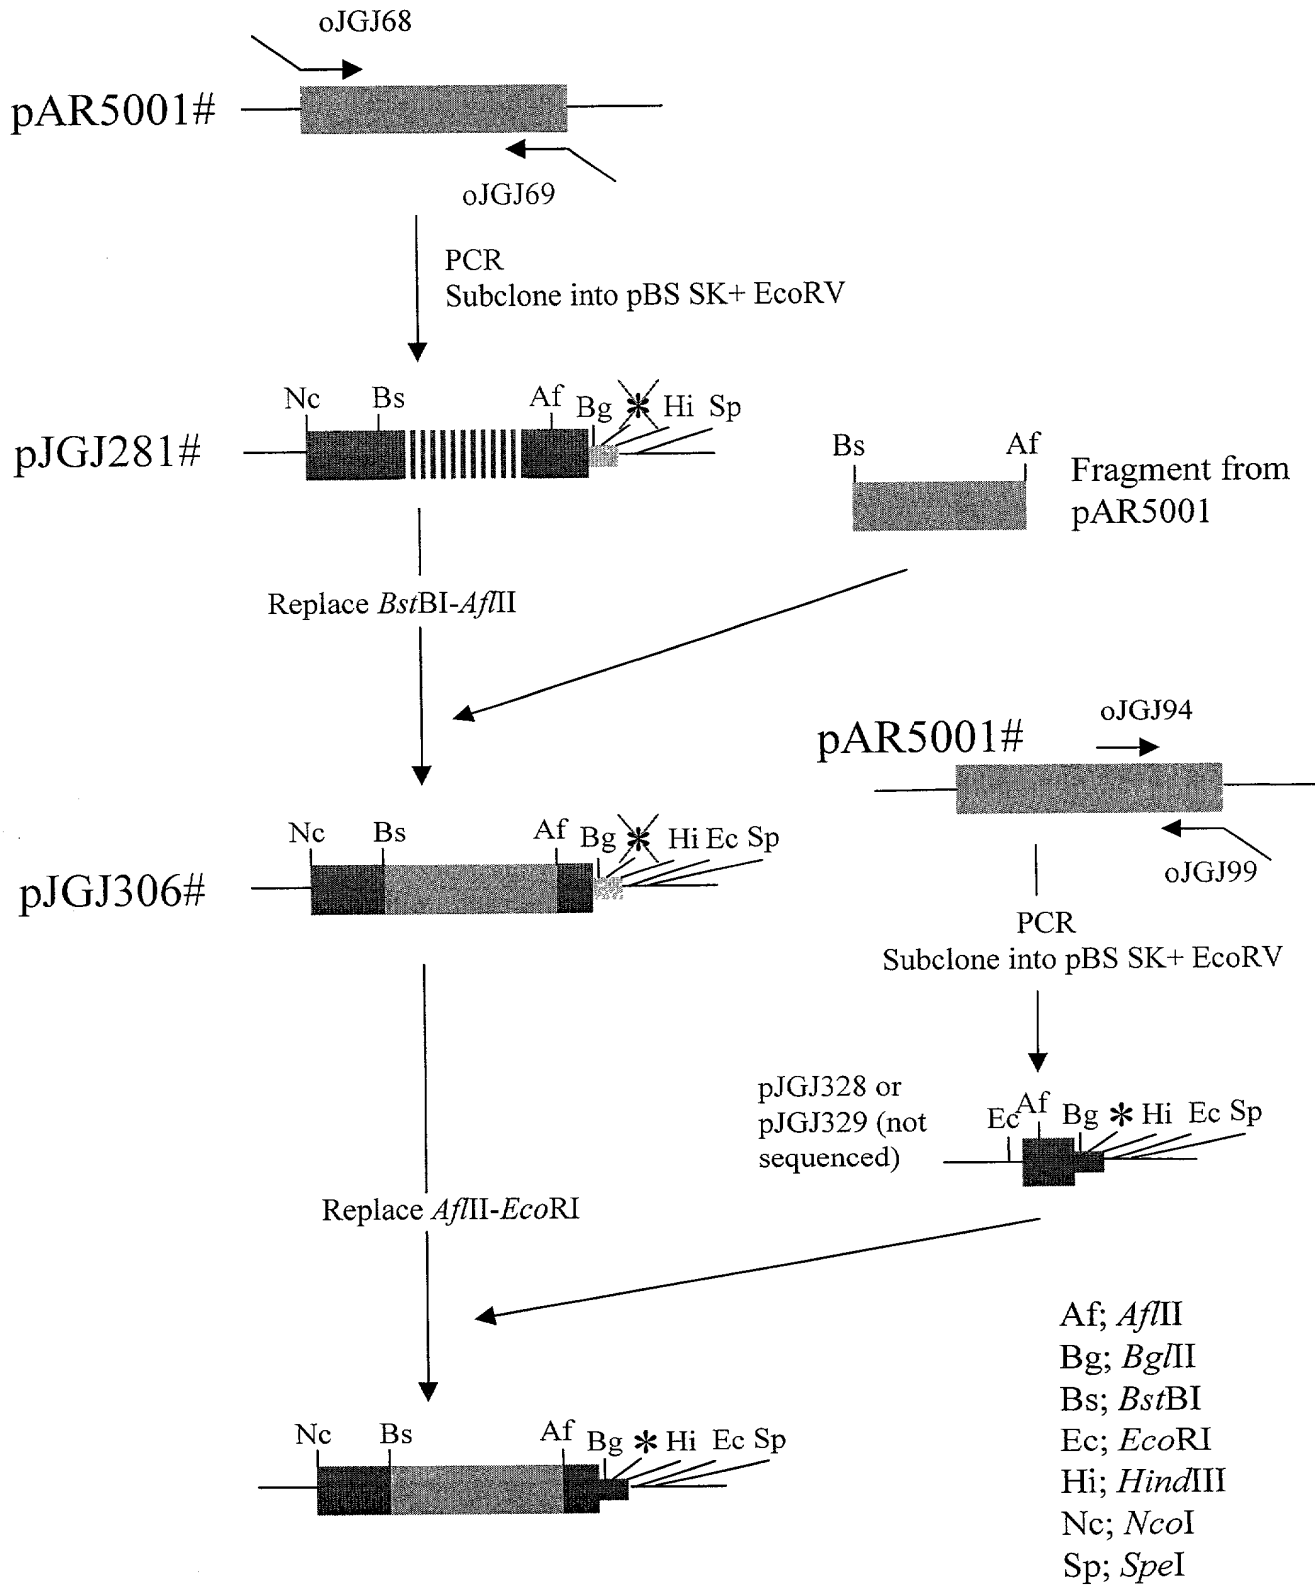 oJGJ68
pAR5001#
oJGJ69
PCR
Subclone into pBS SK+ EcoRV
Nc Bs Af Bg * Hi Sp
pJGJ281#
Bs Af
Fragment from
pAR5001
Replace BstBI-AflII
pAR5001#
oJGJ94
oJGJ99
Nc Bs Af Bg * Hi Ec Sp
pJGJ306#
PCR
Subclone into pBS SK+ EcoRV
pJGJ328 or
pJGJ329 (not
sequenced)
Ec Af Bg * Hi Ec Sp
Replace AflII-EcoRI
Nc Bs Af Bg * Hi Ec Sp
Af; AflII
Bg; BglII
Bs; BstBI
Ec; EcoRI
Hi; HindIII
Nc; NcoI
Sp; SpeI